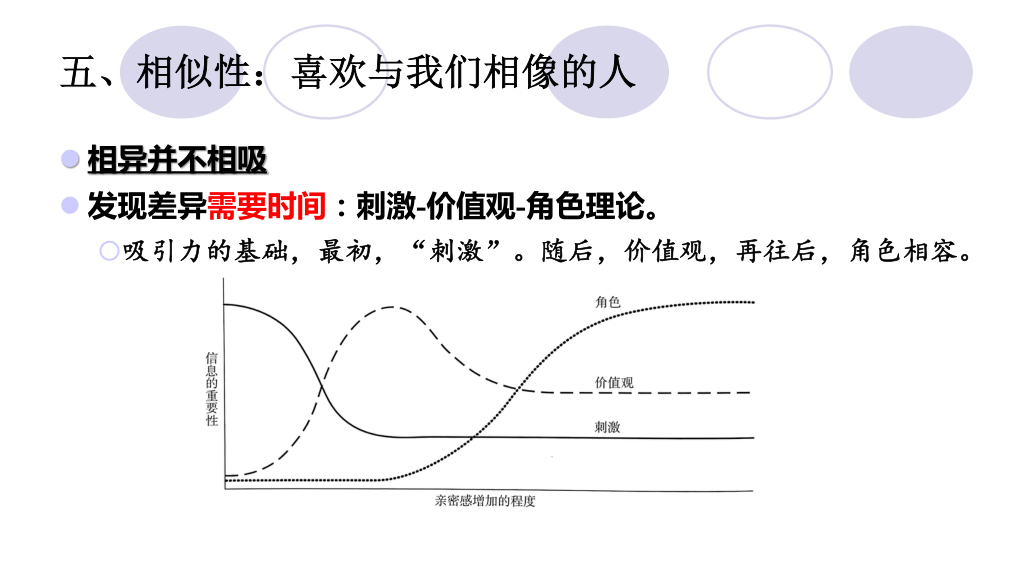 五、相似性：喜欢与我们相像的人
相异并不相吸
发现差异需要时间：刺激-价值观-角色理论。
吸引力的基础，最初，“刺激”。随后，价值观，再往后，角色相容。
角色
信息的重要性
价值观
刺激
亲密感增加的程度